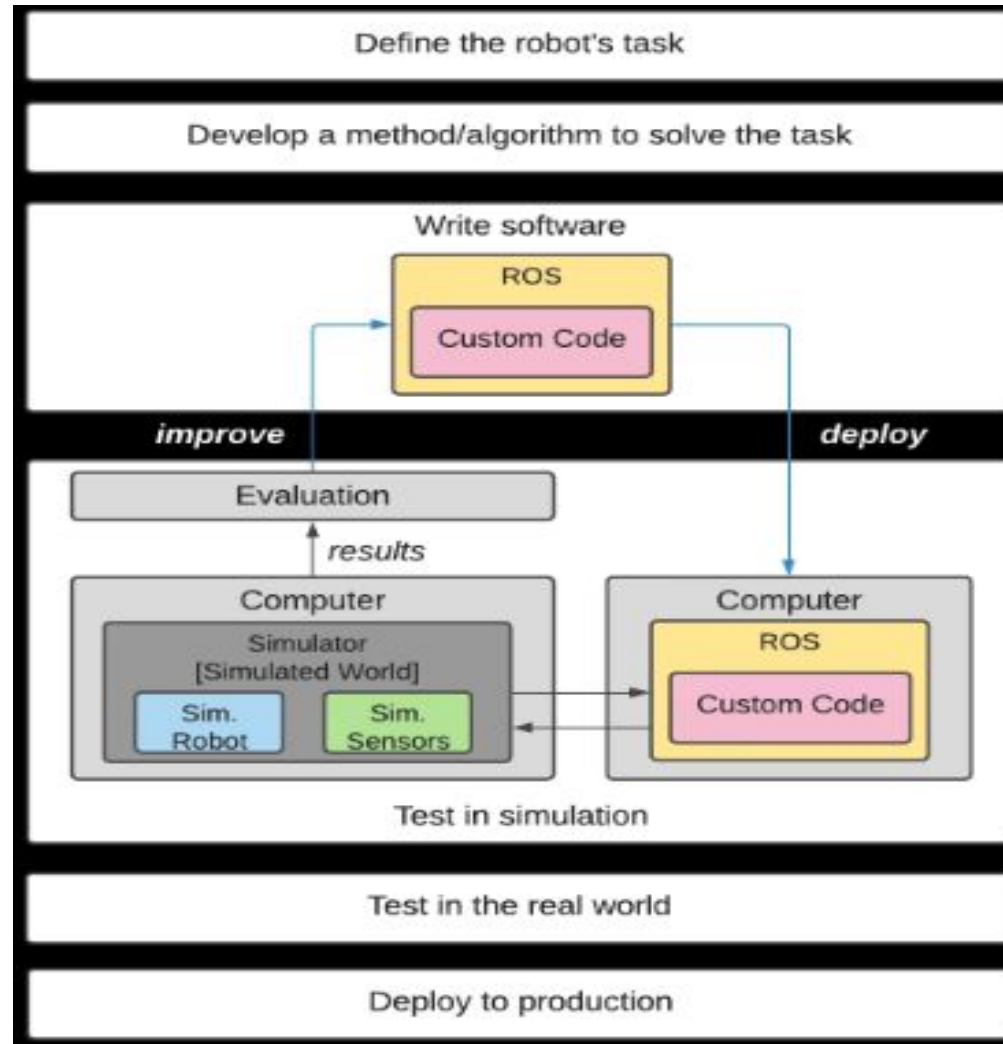 Define the robot's task
Develop a method/algorithm to solve the task
Write software
ROS
Custom Code
improve
deploy
Evaluation
results
Computer
Simulator
[Simulated World]
Sim.
Robot
Sim.
Sensors
Computer
ROS
Custom Code
Test in simulation
Test in the real world
Deploy to production